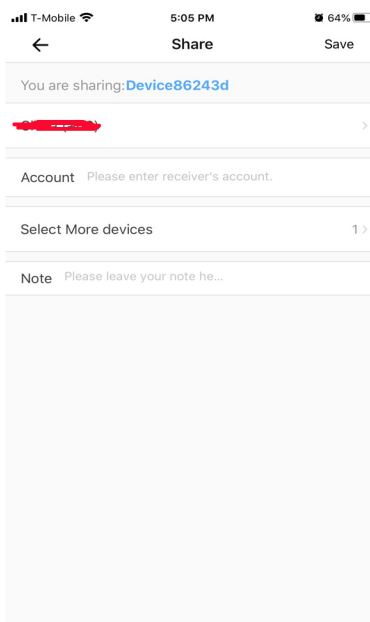 T-Mobile 5:05 PM 64%
Share Save
You are sharing:Device86243d
Account Please enter receiver's account.
Select More devices 1
Note Please leave your note he...